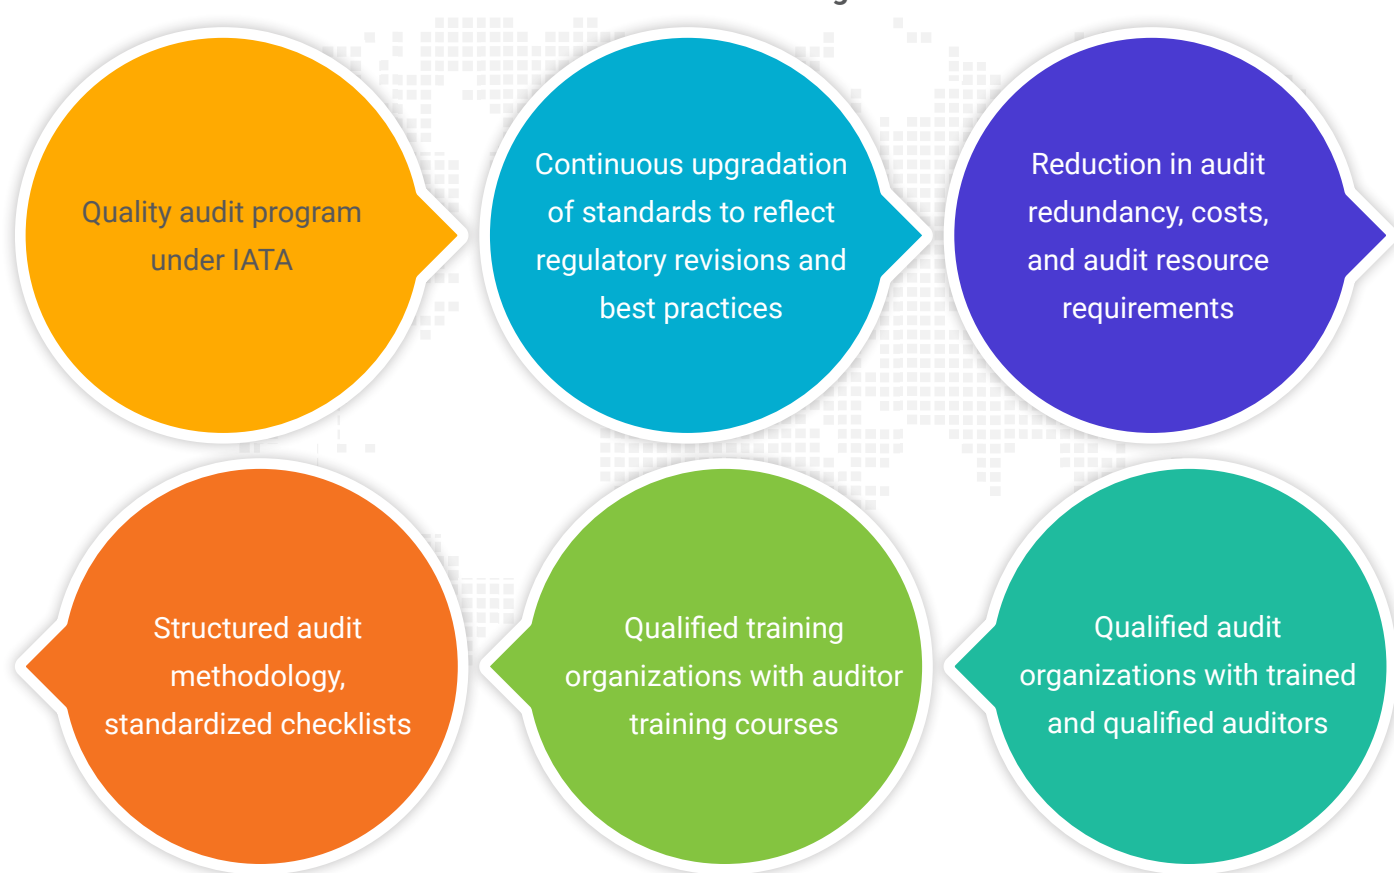 Quality audit program
under IATA
Continuous upgradation
of standards to reflect
regulatory revisions and
best practices
Reduction in audit
redundancy, costs,
and audit resource
requirements
Structured audit
methodology,
standardized checklists
Qualified training
organizations with auditor
training courses
Qualified audit
organizations with trained
and qualified auditors